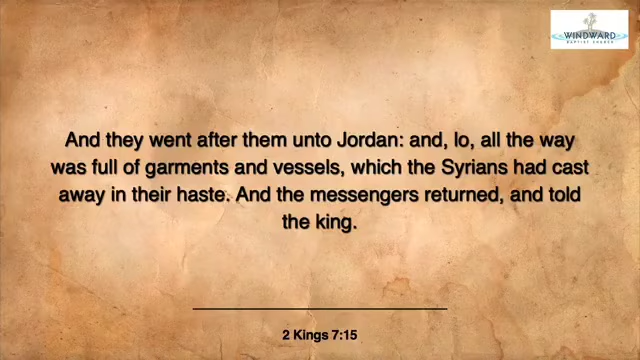 WINDWARD
BAPTIST CHURCH
And they went after them unto Jordan: and, lo, all the way
was full of garments and vessels, which the Syrians had cast
away in their haste. And the messengers returned, and told
the king.
2 Kings 7:15